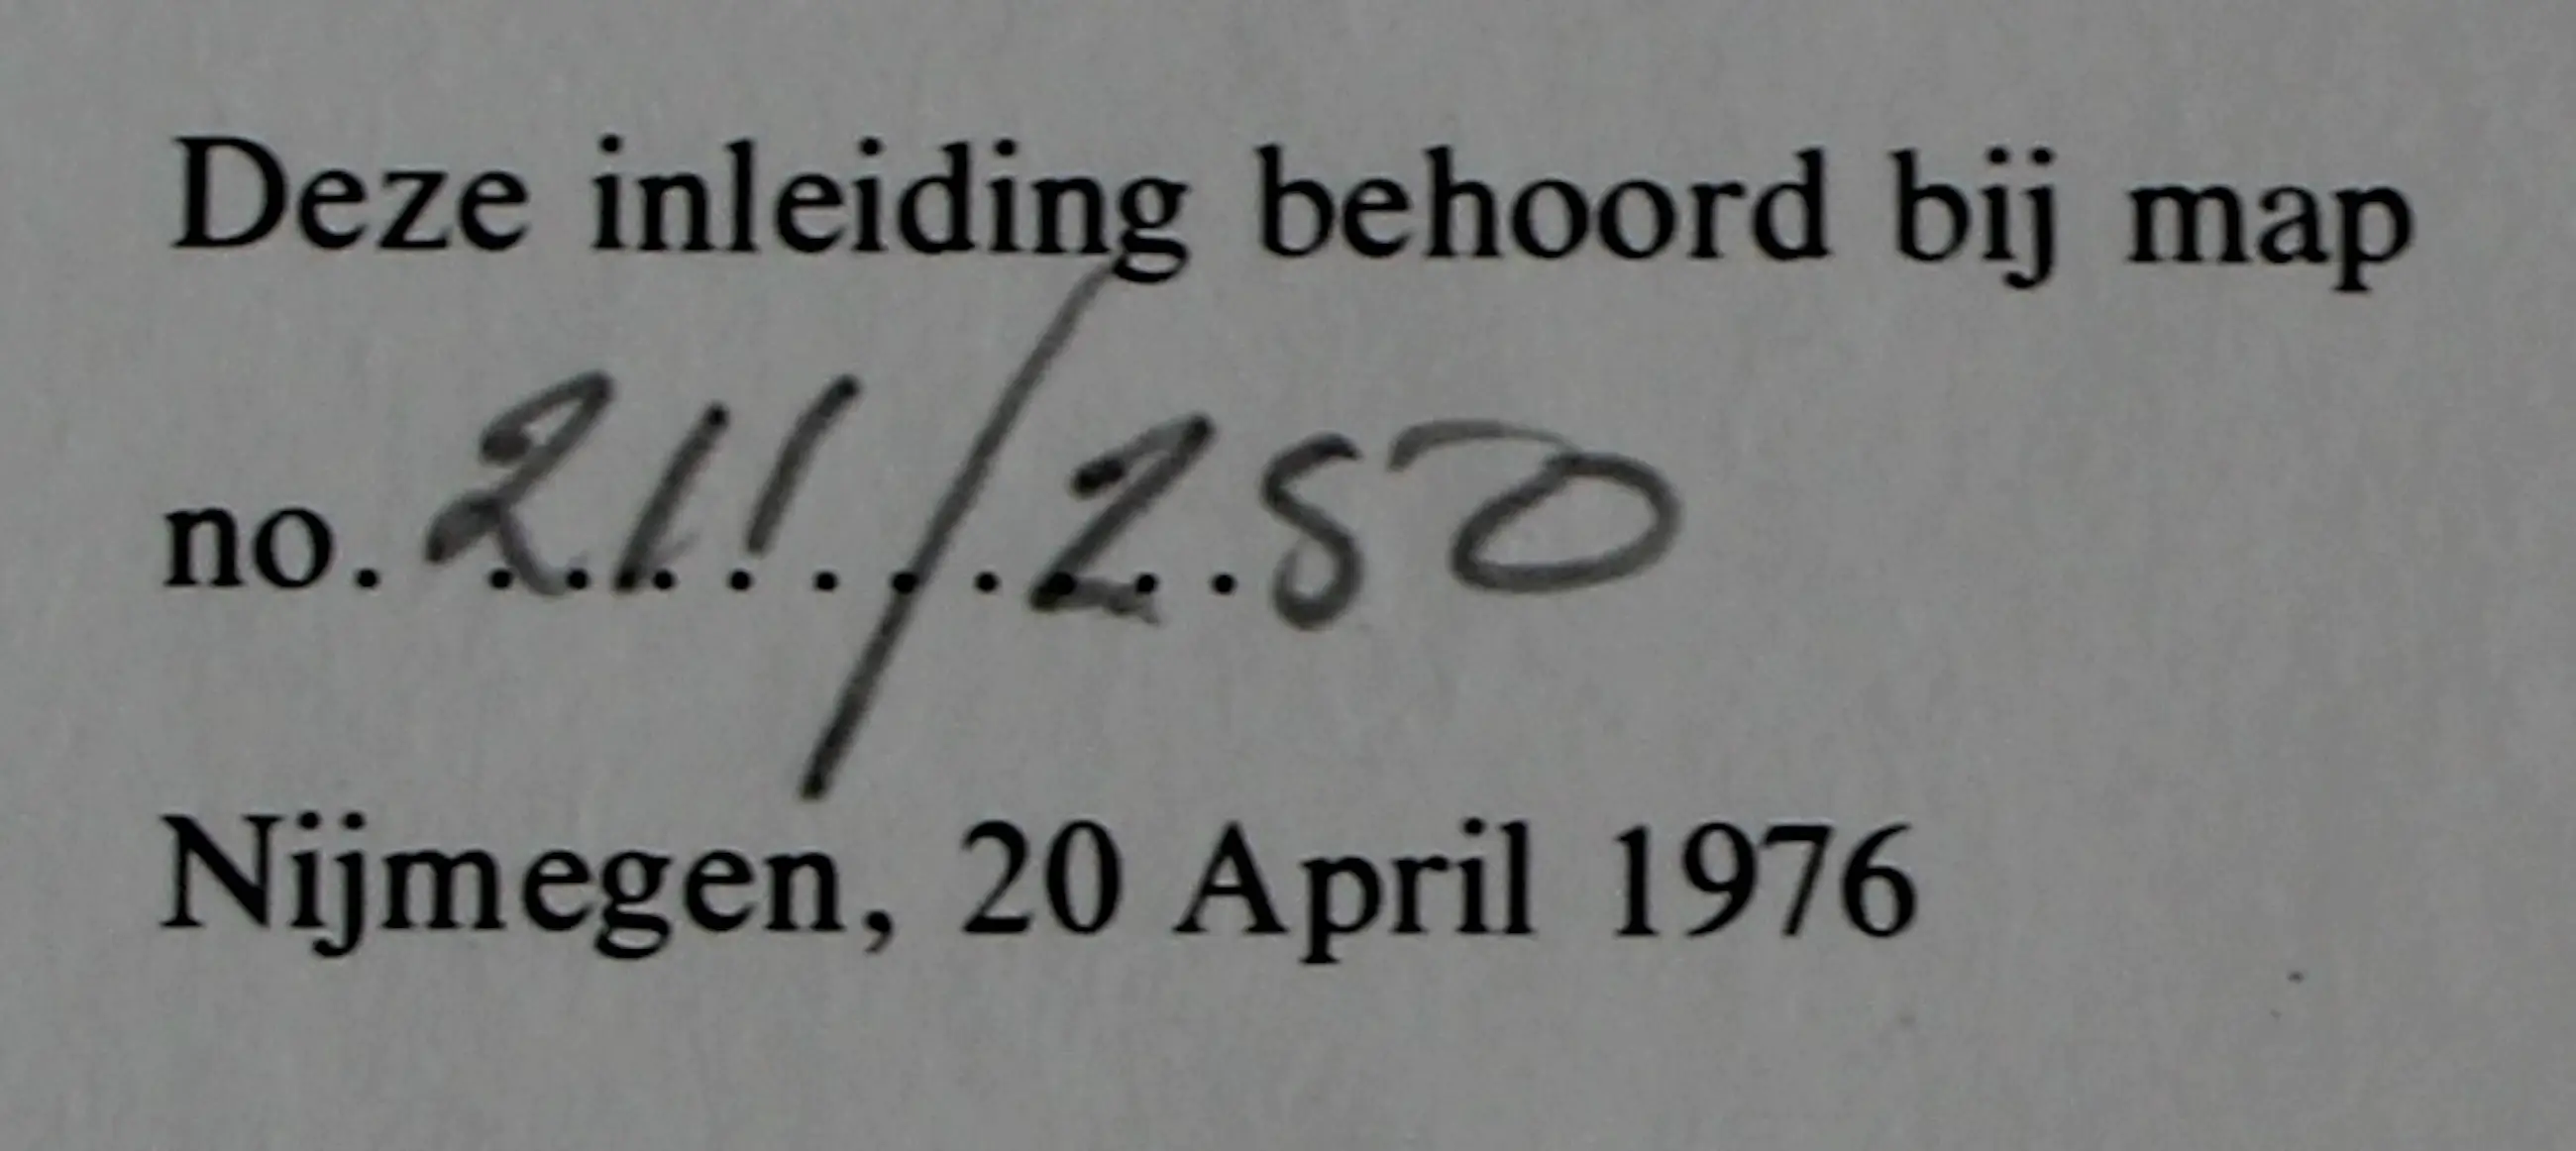 Deze inleiding behoord bij map
no. 211/250
Nijmegen, 20 April 1976